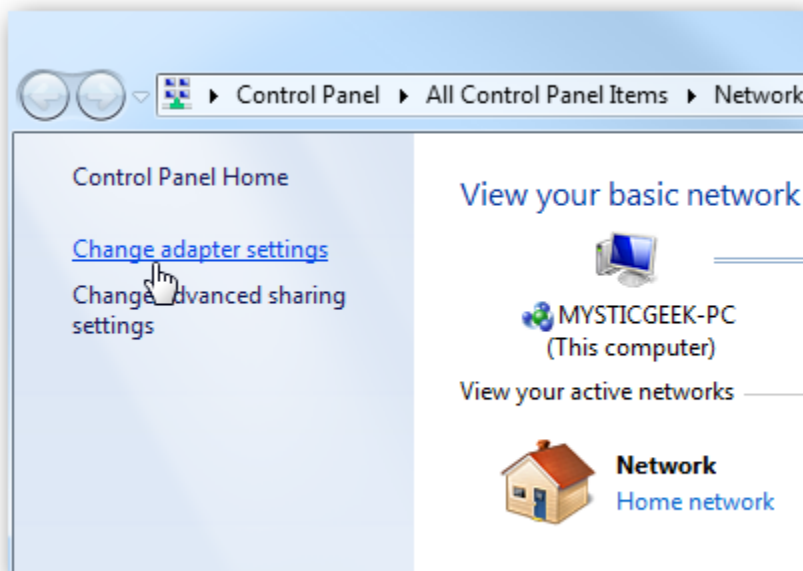 Control Panel All Control Panel Items Network
Control Panel Home
Change adapter settings
Change advanced sharing
settings
View your basic network
MYSTICGEEK-PC
(This computer)
View your active networks
Network
Home network